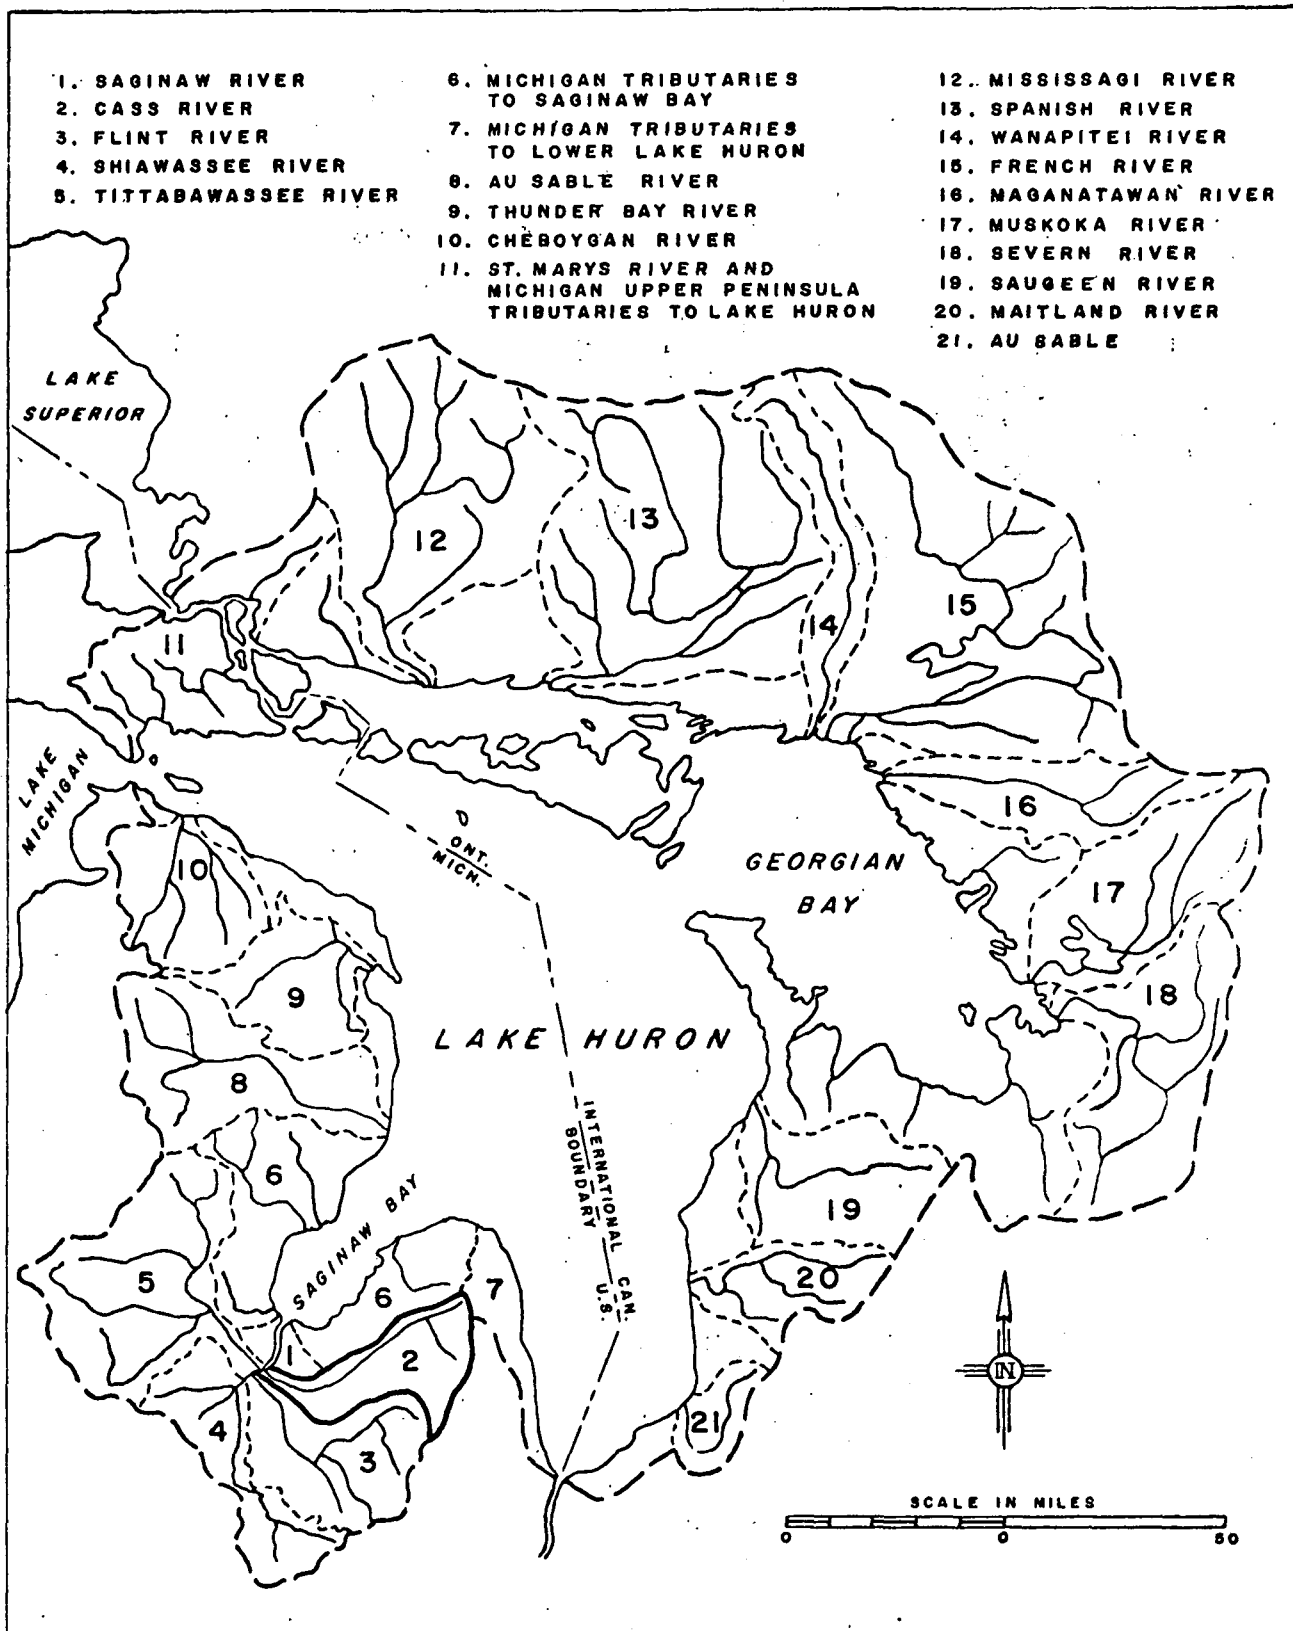 1. SAGINAW RIVER
2. CASS RIVER
3. FLINT RIVER
4. SHIAWASSEE RIVER
5. TITTABAWASSEE RIVER
6. MICHIGAN TRIBUTARIES
TO SAGINAW BAY
7. MICHIGAN TRIBUTARIES
TO LOWER LAKE HURON
8. AU SABLE RIVER
9. THUNDER BAY RIVER
10. CHEBOYGAN RIVER
11. ST. MARYS RIVER AND
MICHIGAN UPPER PENINSULA
TRIBUTARIES TO LAKE HURON
12. MISSISSAGI RIVER
13. SPANISH RIVER
14. WANAPITEI RIVER
15. FRENCH RIVER
16. MAGANATAWAN RIVER
17. MUSKOKA RIVER
18. SEVERN RIVER
19. SAUGEEN RIVER
20. MAITLAND RIVER
21. AU SABLE
LAKE
SUPERIOR
12
13
14
15
11
LAKE
MICHIGAN
ONT.
MICH.
16
GEORGIAN
BAY
10
17
9
18
LAKE HURON
8
INTERNATIONAL
BOUNDARY
CAN.
U.S.
6
19
SAGINAW BAY
5
6
7
20
1
2
IN
4
3
21
SCALE IN MILES
0
0
50